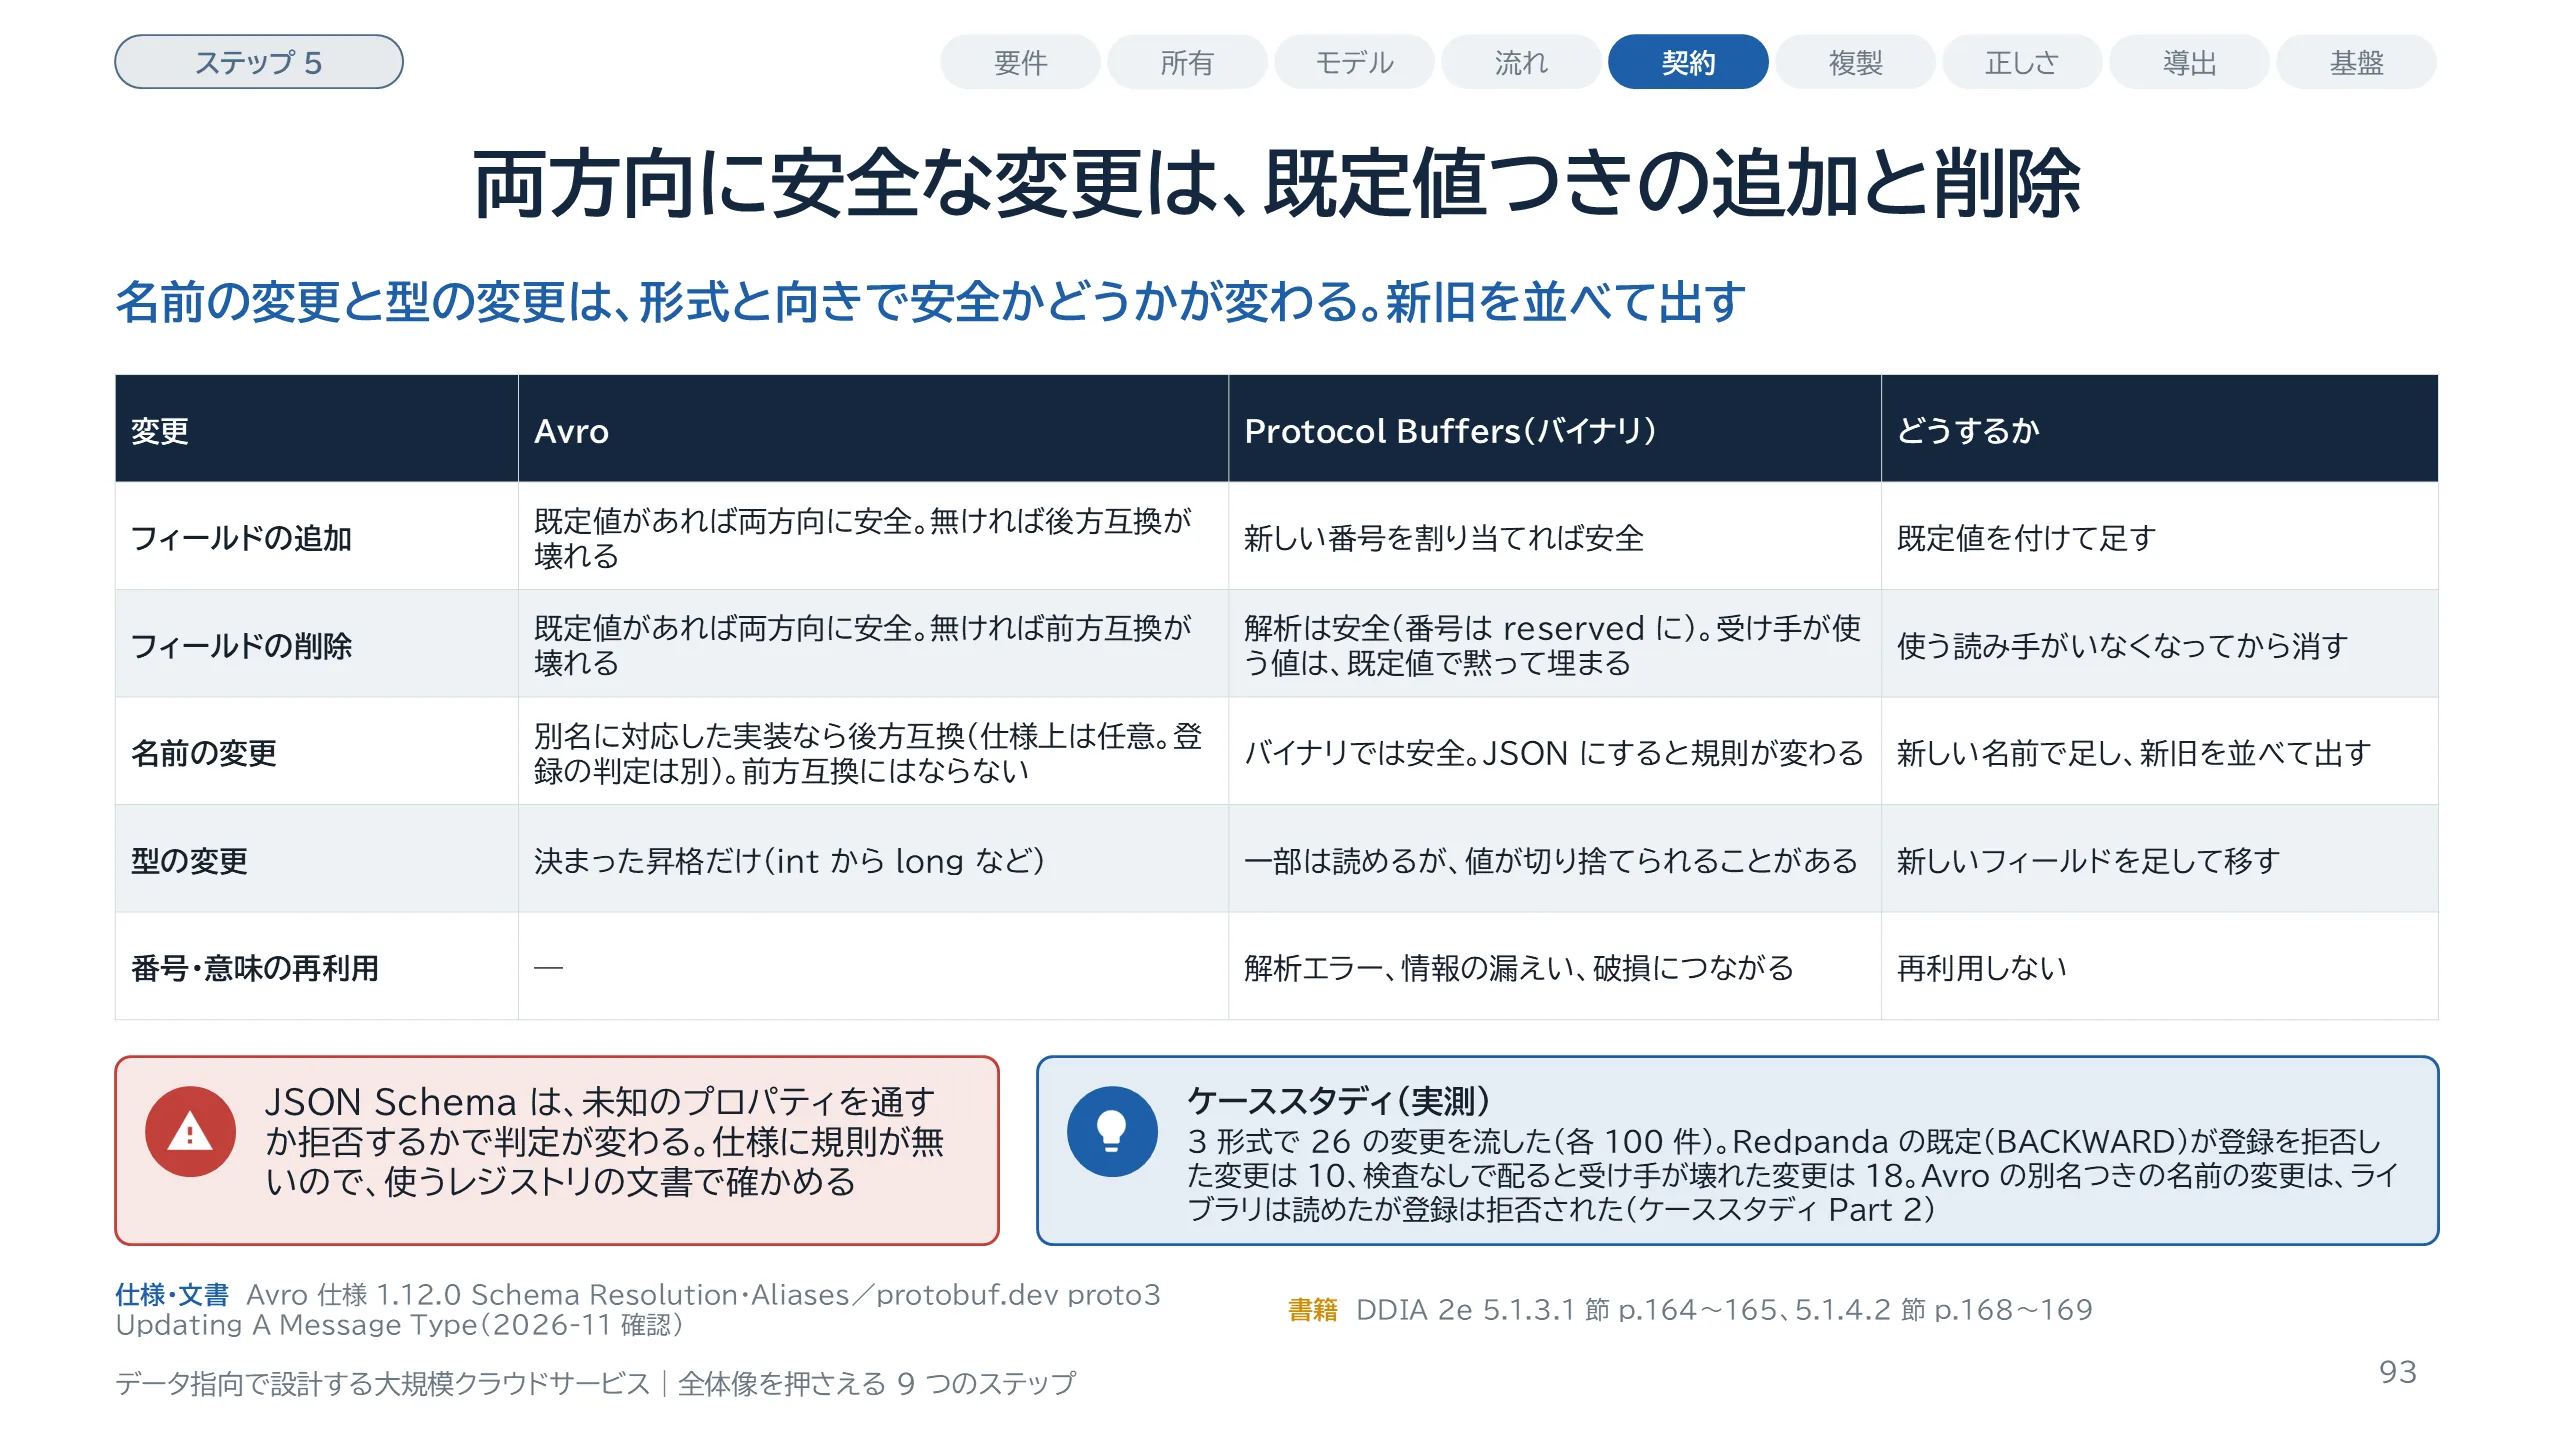 ステップ 5
要件
所有
モデル
流れ
契約
複製
正しさ
導出
基盤
両方向に安全な変更は、既定値つきの追加と削除
名前の変更と型の変更は、形式と向きで安全かどうかが変わる。新旧を並べて出す
変更
Avro
Protocol Buffers（バイナリ）
どうするか
フィールドの追加
既定値があれば両方向に安全。無ければ後方互換が
壊れる
新しい番号を割り当てれば安全
既定値を付けて足す
フィールドの削除
既定値があれば両方向に安全。無ければ前方互換が
壊れる
解析は安全（番号は reserved に）。受け手が使
う値は、既定値で黙って埋まる
使う読み手がいなくなってから消す
名前の変更
別名に対応した実装なら後方互換（仕様上は任意。登
録の判定は別）。前方互換にはならない
バイナリでは安全。JSON にすると規則が変わる
新しい名前で足し、新旧を並べて出す
型の変更
決まった昇格だけ（int から long など）
一部は読めるが、値が切り捨てられることがある
新しいフィールドを足して移す
番号・意味の再利用
—
解析エラー、情報の漏えい、破損につながる
再利用しない
JSON Schema は、未知のプロパティを通す
か拒否するかで判定が変わる。仕様に規則が無
いので、使うレジストリの文書で確かめる
ケーススタディ（実測）
3 形式で 26 の変更を流した（各 100 件）。Redpanda の既定（BACKWARD）が登録を拒否し
た変更は 10、検査なしで配ると受け手が壊れた変更は 18。Avro の別名つきの名前の変更は、ライ
ブラリは読めたが登録は拒否された（ケーススタディ Part 2）
仕様・文書 Avro 仕様 1.12.0 Schema Resolution・Aliases／protobuf.dev proto3
Updating A Message Type（2026-11 確認）
書籍 DDIA 2e 5.1.3.1 節 p.164～165、5.1.4.2 節 p.168～169
データ指向で設計する大規模クラウドサービス｜全体像を押さえる 9 つのステップ
93